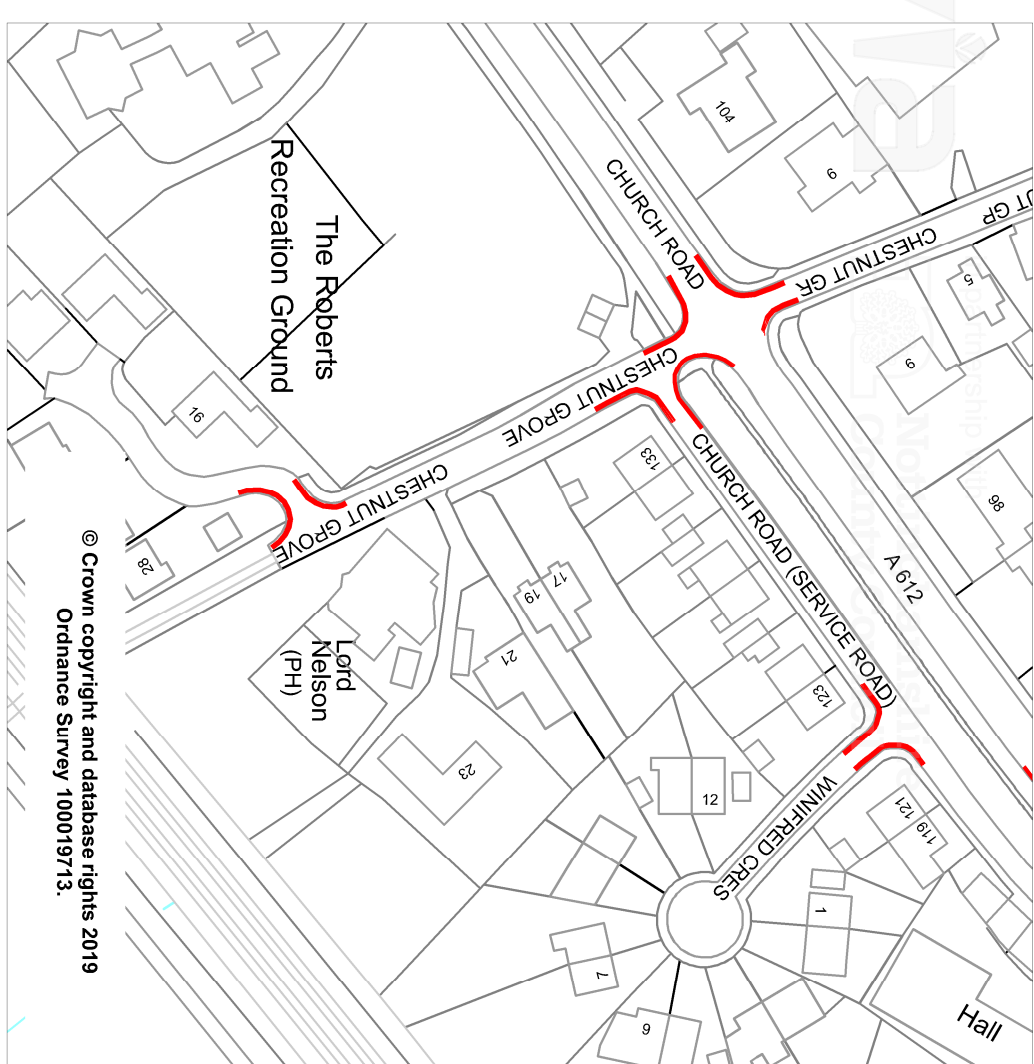 104
6
CHURCH ROAD
CHESTNUT GR
5
9
98
A 612
The Roberts
Recreation Ground
CHESTNUT GROVE
CHURCH ROAD (SERVICE ROAD)
133
16
CHESTNUT GROVE
28
17
19
21
123
Lord
Nelson
(PH)
23
12
WINIFRED CRES
121
119
1
7
Hall
© Crown copyright and database rights 2019
Ordnance Survey 100019713.